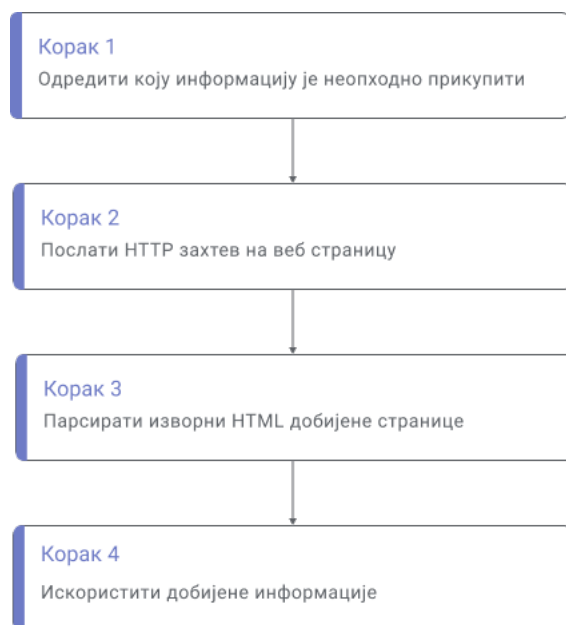 Корак 1
Одредити коју информацију је неопходно прикупити
Корак 2
Послати HTTP захтев на веб страницу
Корак 3
Парсирати изворни HTML добијене странице
Корак 4
Искористити добијене информације